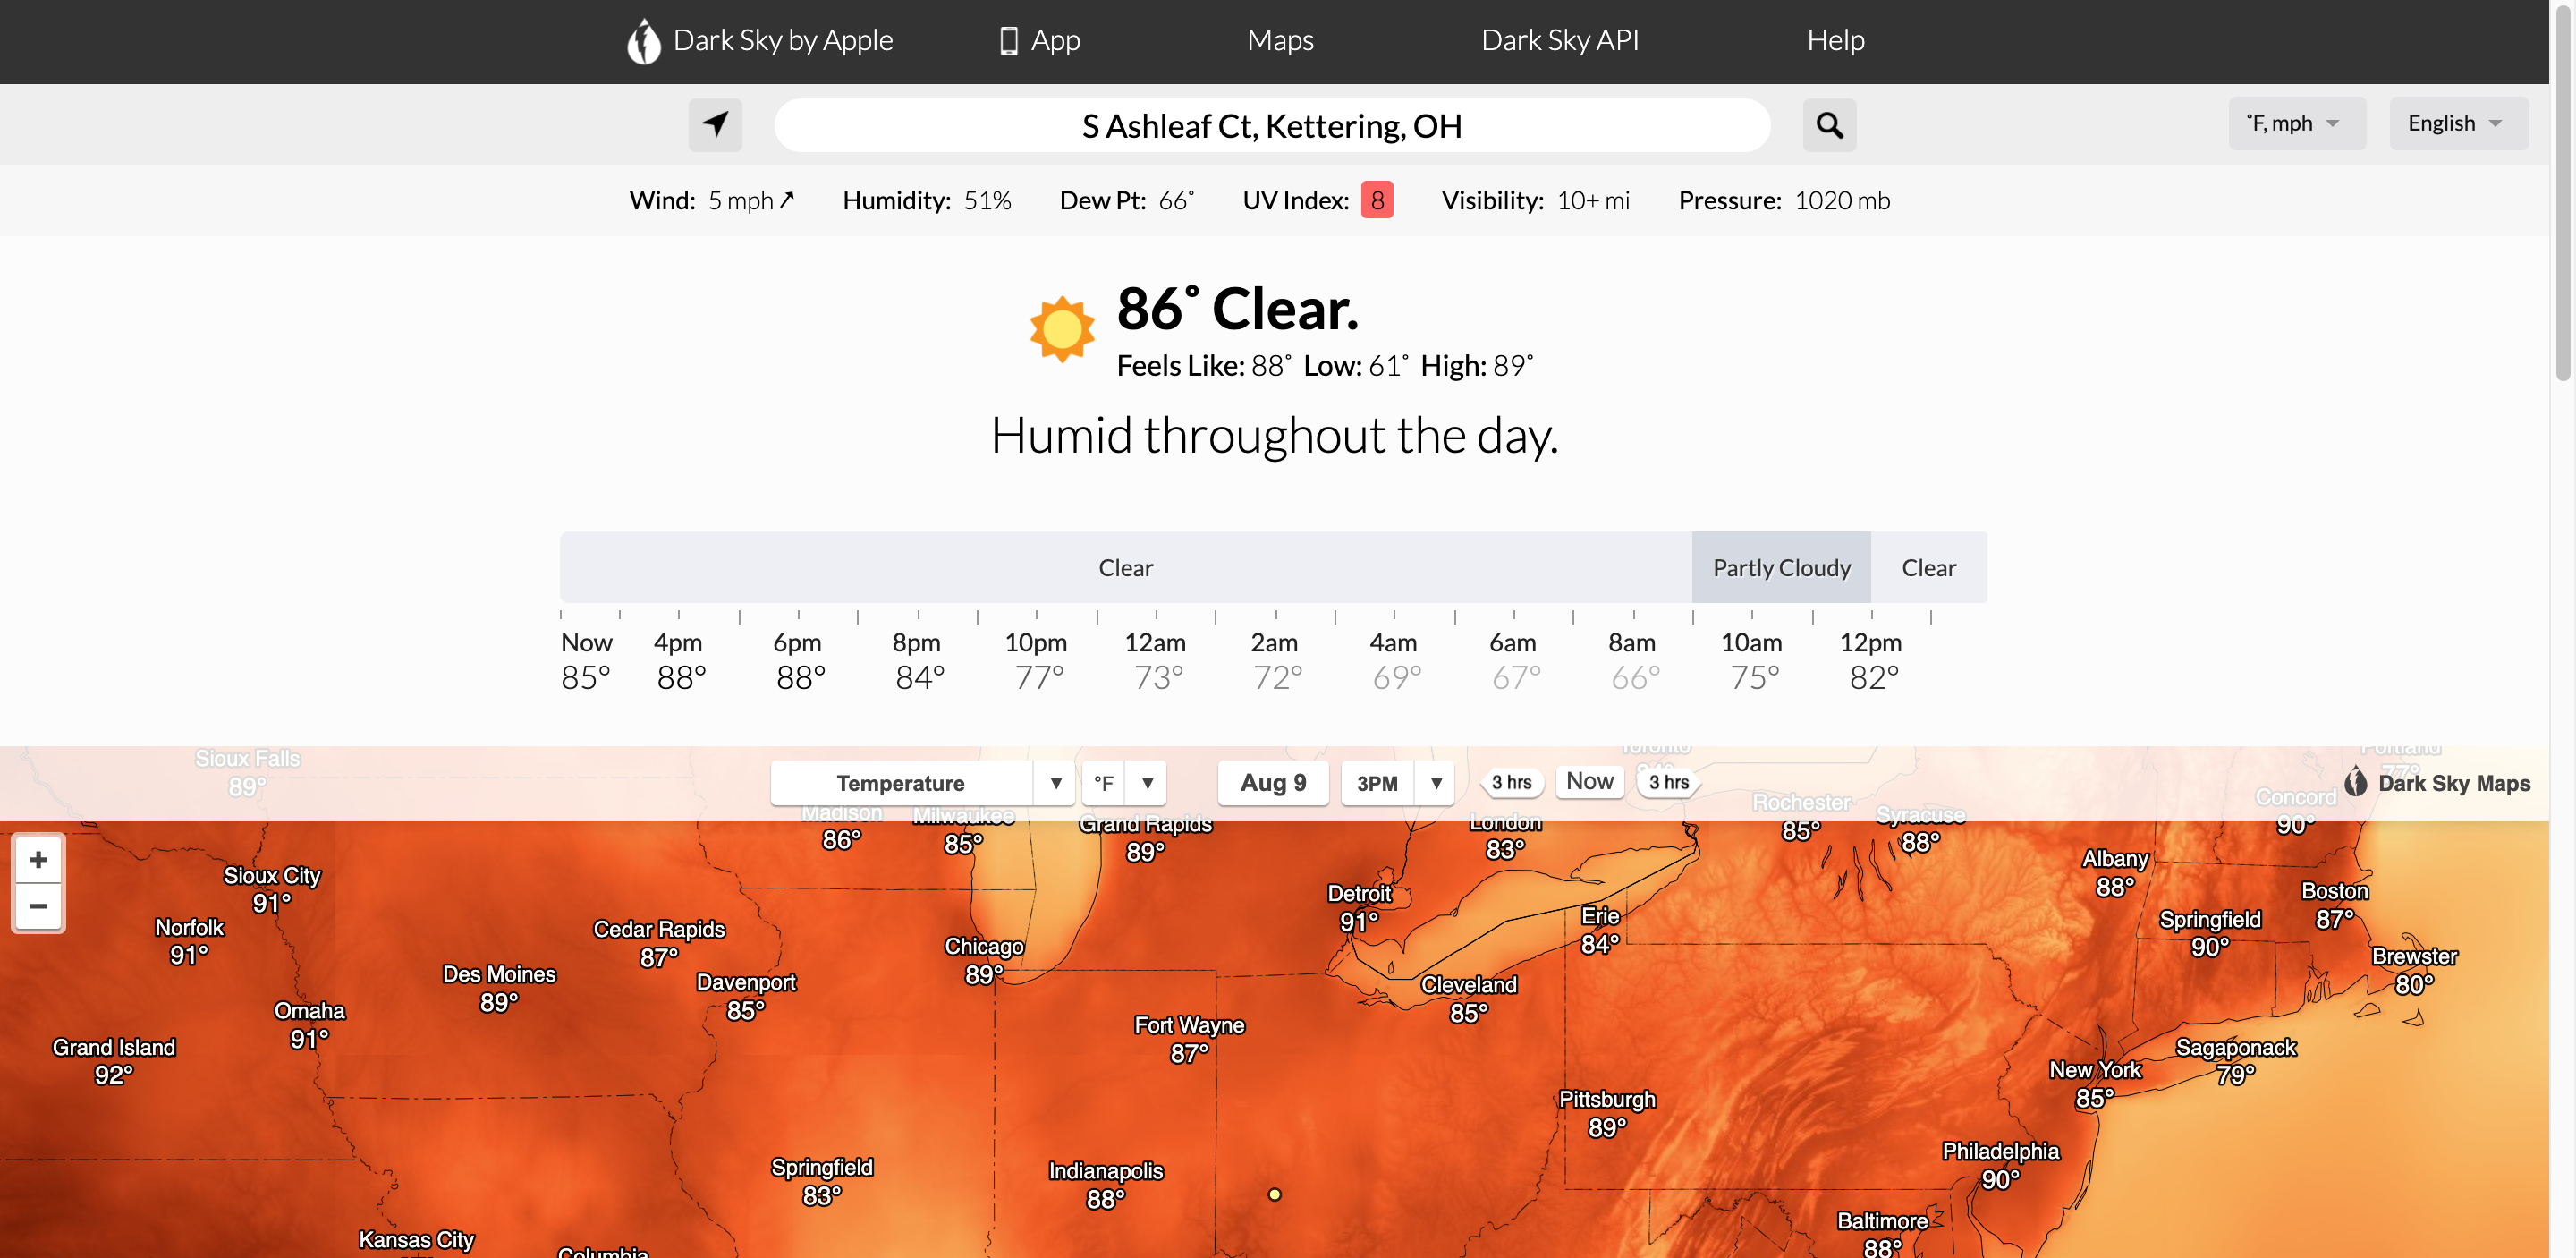 Dark Sky by Apple App Maps Dark Sky API Help
S Ashleaf Ct, Kettering, OH
˚F, mph
English
Wind: 5 mph Humidity: 51% Dew Pt: 66˚ UV Index: 8 Visibility: 10+ mi Pressure: 1020 mb
86˚ Clear.
Feels Like: 88˚ Low: 61˚ High: 89˚
Humid throughout the day.
Clear Partly Cloudy Clear
Now 4pm 6pm 8pm 10pm 12am 2am 4am 6am 8am 10am 12pm
85° 88° 88° 84° 77° 73° 72° 69° 67° 66° 75° 82°
Temperature ▼ °F ▼ Aug 9 3PM ▼ 3 hrs Now 3 hrs
Dark Sky Maps
+
−
Sioux Falls
89°
Toronto
Portland
77°
Madison
86°
Milwaukee
85°
Grand Rapids
89°
London
83°
Rochester
85°
Syracuse
88°
Concord
90°
Albany
88°
Boston
87°
Sioux City
91°
Norfolk
91°
Cedar Rapids
87°
Chicago
89°
Detroit
91°
Erie
84°
Springfield
90°
Brewster
80°
Des Moines
89°
Davenport
85°
Cleveland
85°
Omaha
91°
Grand Island
92°
Fort Wayne
87°
New York
85°
Sagaponack
79°
Pittsburgh
89°
Philadelphia
90°
Springfield
83°
Indianapolis
88°
Baltimore
88°
Kansas City
Columbia